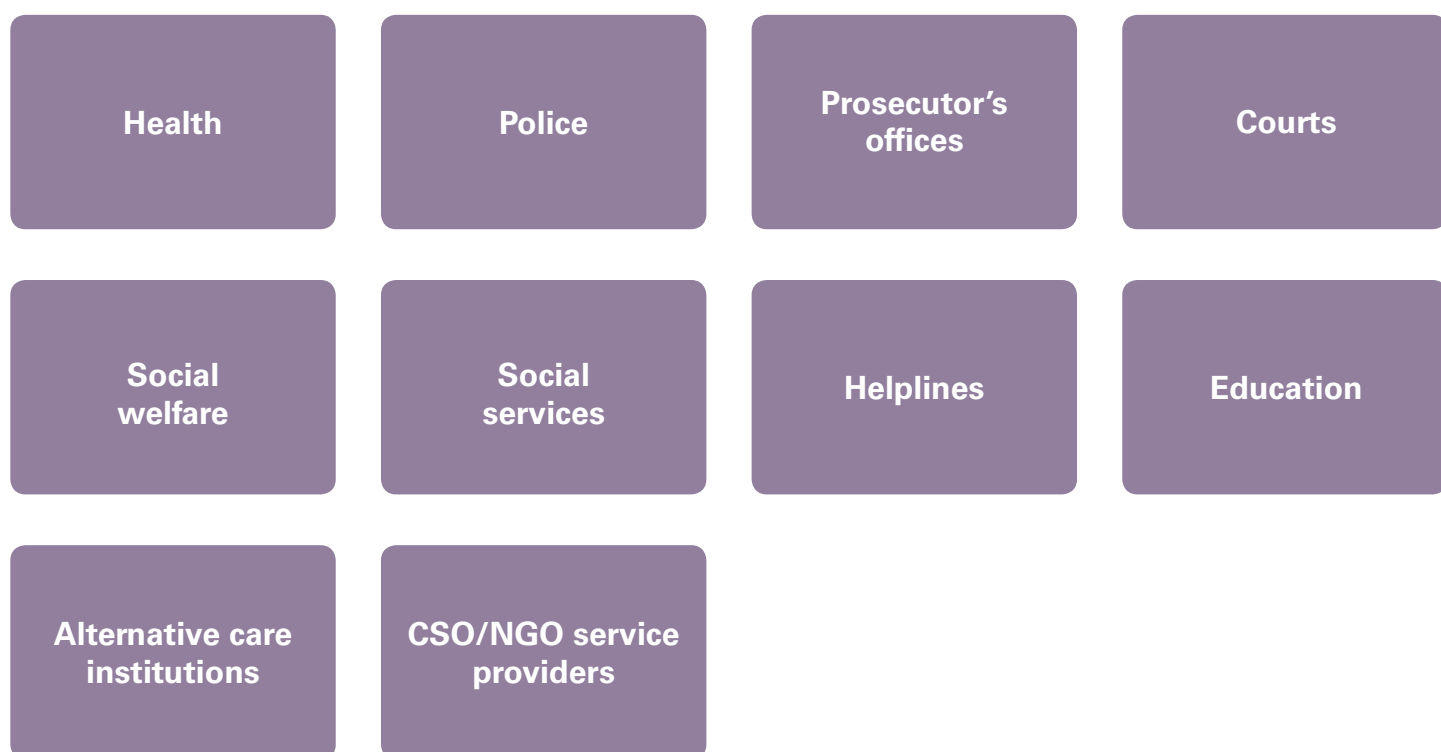 Health
Police
Prosecutor’s
offices
Courts
Social
welfare
Social
services
Helplines
Education
Alternative care
institutions
CSO/NGO service
providers